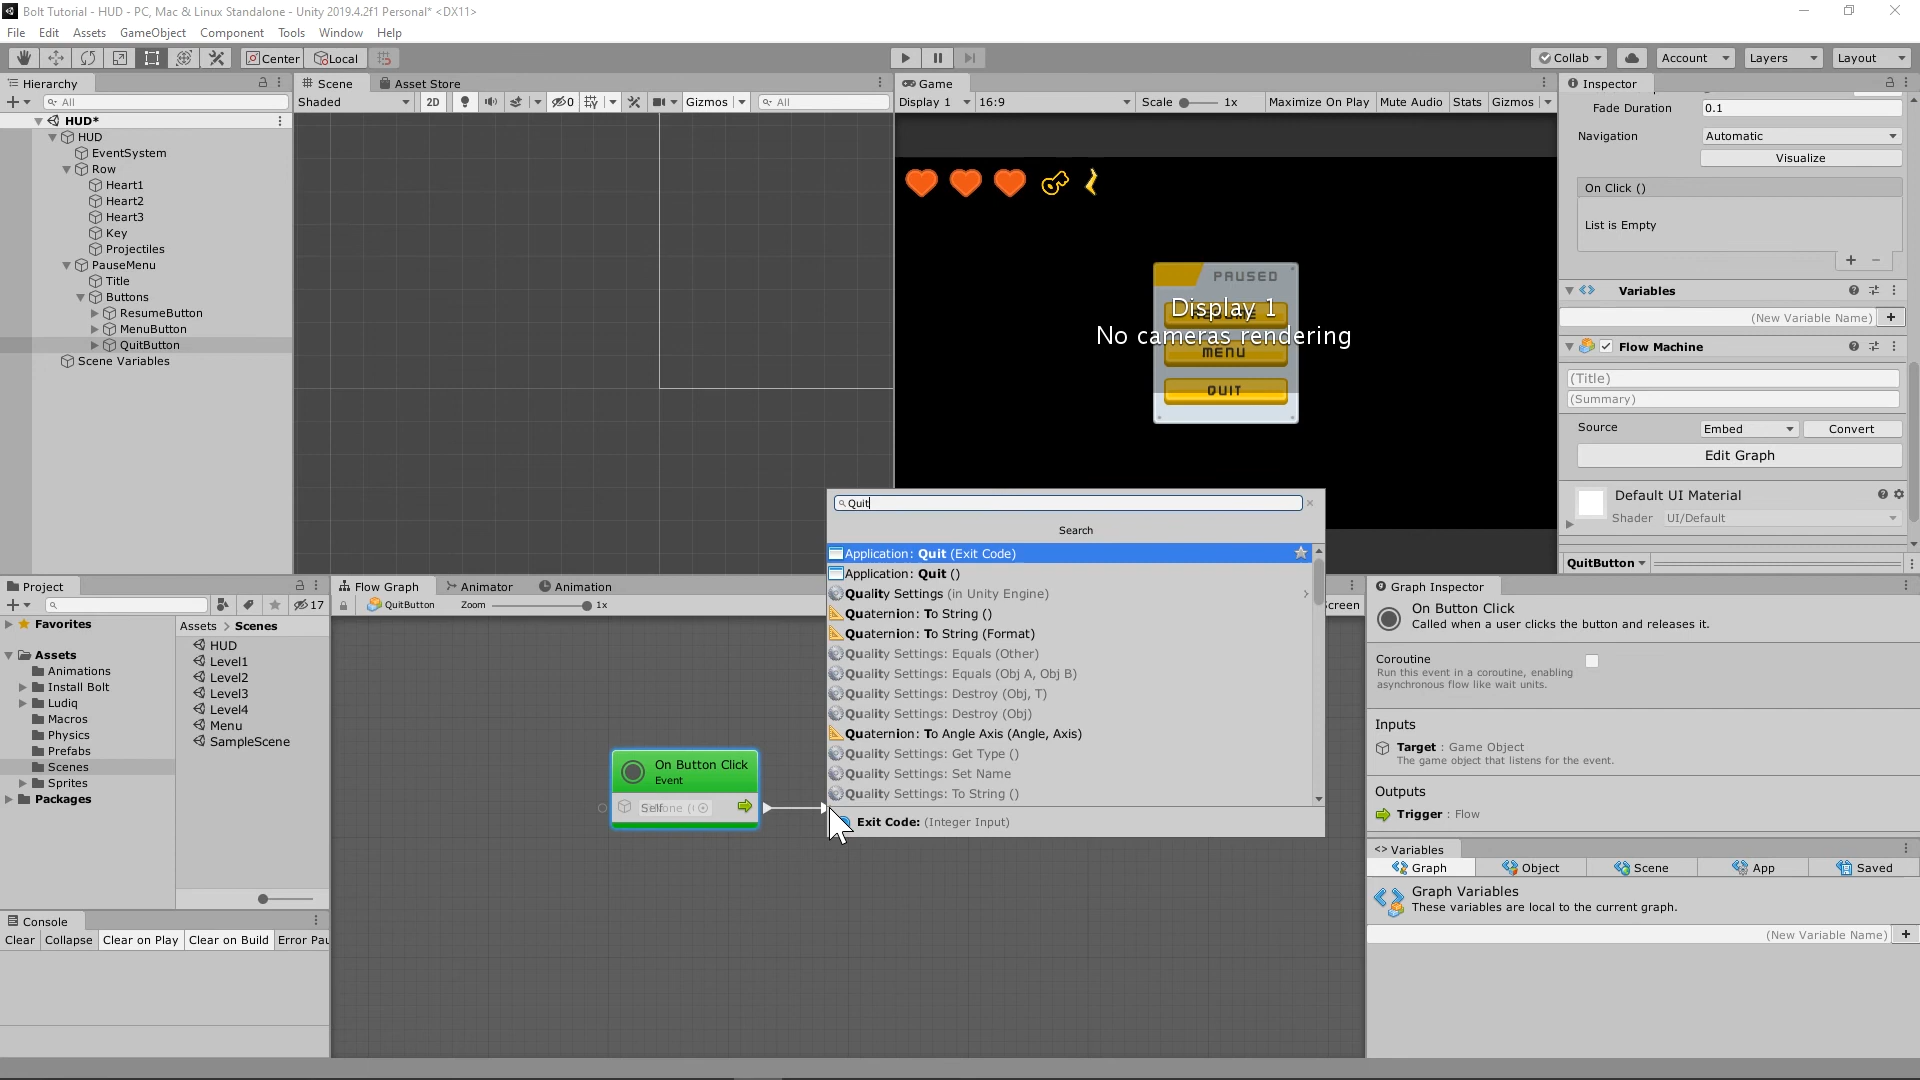 Bolt Tutorial - HUD - PC, Mac & Linux Standalone - Unity 2019.4.2f1 Personal* <DX11>
File Edit Assets GameObject Component Tools Window Help
Center Local
Collab Account Layers Layout
Hierarchy
All
HUD*
HUD
EventSystem
Row
Heart1
Heart2
Heart3
Key
Projectiles
PauseMenu
Title
Buttons
ResumeButton
MenuButton
QuitButton
Scene Variables
Scene Asset Store
Shaded 2D 0 Gizmos All
Game
Display 1 16:9 Scale 1x Maximize On Play Mute Audio Stats Gizmos
PAUSED
Display 1
No cameras rendering
MENU
QUIT
Inspector
Fade Duration 0.1
Navigation Automatic
Visualize
On Click ()
List is Empty
Variables
(New Variable Name)
Flow Machine
(Title)
(Summary)
Source Embed Convert
Edit Graph
Default UI Material
Shader UI/Default
QuitButton
Project
17
Favorites
Assets
Animations
Install Bolt
Ludiq
Macros
Physics
Prefabs
Scenes
Sprites
Packages
Assets > Scenes
HUD
Level1
Level2
Level3
Level4
Menu
SampleScene
Console
Clear Collapse Clear on Play Clear on Build Error Pau
Flow Graph Animator Animation
QuitButton Zoom 1x
On Button Click
Event
Self
Quit
Search
Application: Quit (Exit Code)
Application: Quit ()
Quality Settings (in Unity Engine)
Quaternion: To String ()
Quaternion: To String (Format)
Quality Settings: Equals (Other)
Quality Settings: Equals (Obj A, Obj B)
Quality Settings: Destroy (Obj, T)
Quality Settings: Destroy (Obj)
Quaternion: To Angle Axis (Angle, Axis)
Quality Settings: Get Type ()
Quality Settings: Set Name
Quality Settings: To String ()
Exit Code: (Integer Input)
creen
Graph Inspector
On Button Click
Called when a user clicks the button and releases it.
Coroutine
Run this event in a coroutine, enabling
asynchronous flow like wait units.
Inputs
Target : Game Object
The game object that listens for the event.
Outputs
Trigger : Flow
<> Variables
Graph Object Scene App Saved
Graph Variables
These variables are local to the current graph.
(New Variable Name)